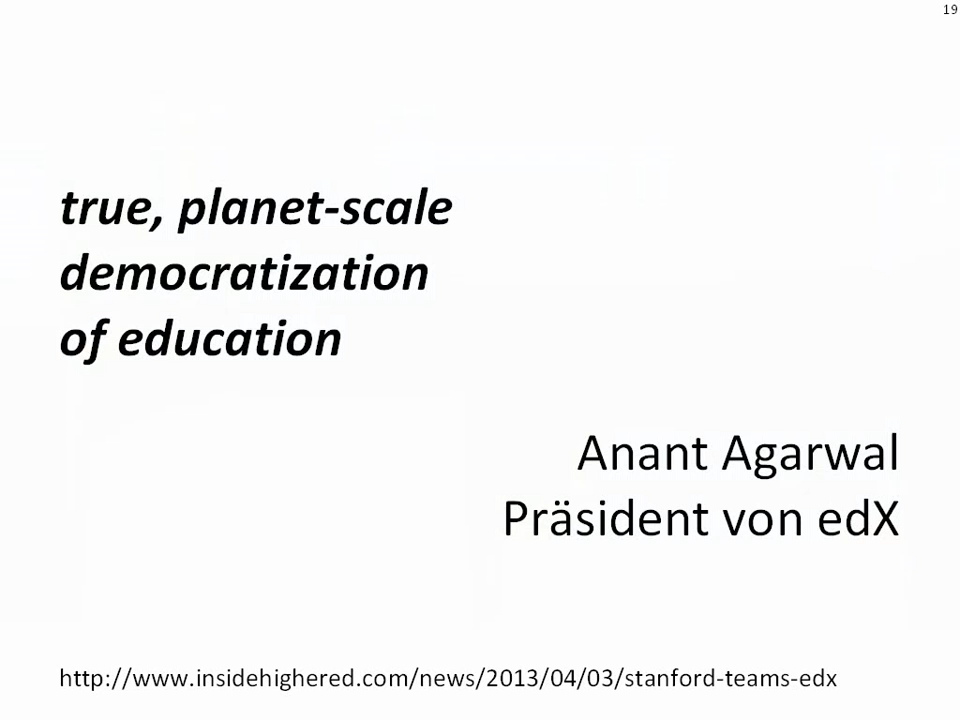 19
true, planet-scale
democratization
of education
Anant Agarwal
Präsident von edX
http://www.insidehighered.com/news/2013/04/03/stanford-teams-edx